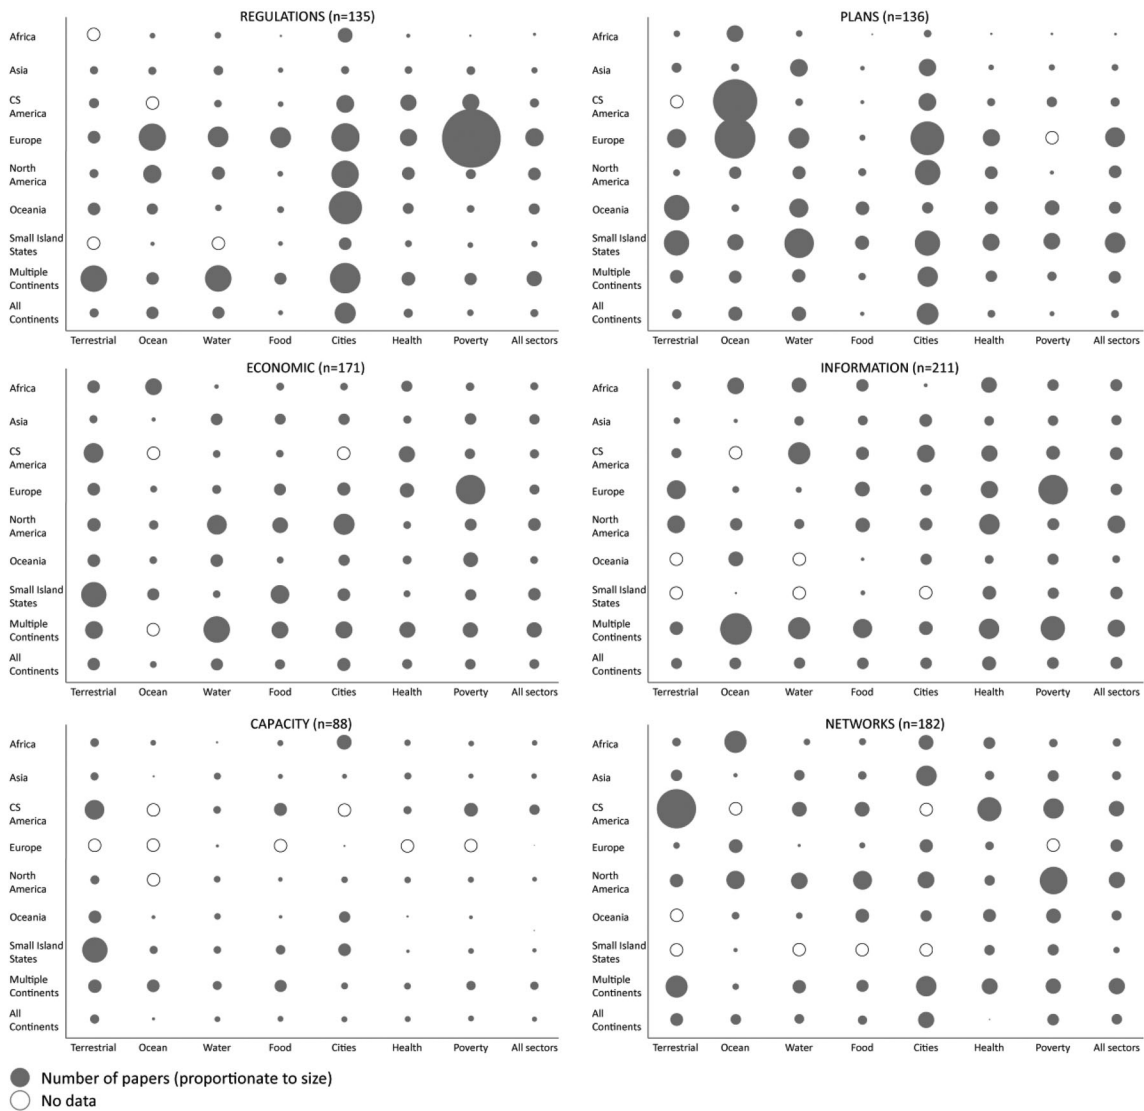 REGULATIONS (n=135)
Africa
Asia
CS
America
Europe
North
America
Oceania
Small Island
States
Multiple
Continents
All
Continents
Terrestrial Ocean Water Food Cities Health Poverty All sectors
PLANS (n=136)
Africa
Asia
CS
America
Europe
North
America
Oceania
Small Island
States
Multiple
Continents
All
Continents
Terrestrial Ocean Water Food Cities Health Poverty All sectors
ECONOMIC (n=171)
Africa
Asia
CS
America
Europe
North
America
Oceania
Small Island
States
Multiple
Continents
All
Continents
Terrestrial Ocean Water Food Cities Health Poverty All sectors
INFORMATION (n=211)
Africa
Asia
CS
America
Europe
North
America
Oceania
Small Island
States
Multiple
Continents
All
Continents
Terrestrial Ocean Water Food Cities Health Poverty All sectors
CAPACITY (n=88)
Africa
Asia
CS
America
Europe
North
America
Oceania
Small Island
States
Multiple
Continents
All
Continents
Terrestrial Ocean Water Food Cities Health Poverty All sectors
NETWORKS (n=182)
Africa
Asia
CS
America
Europe
North
America
Oceania
Small Island
States
Multiple
Continents
All
Continents
Terrestrial Ocean Water Food Cities Health Poverty All sectors
Number of papers (proportionate to size)
No data